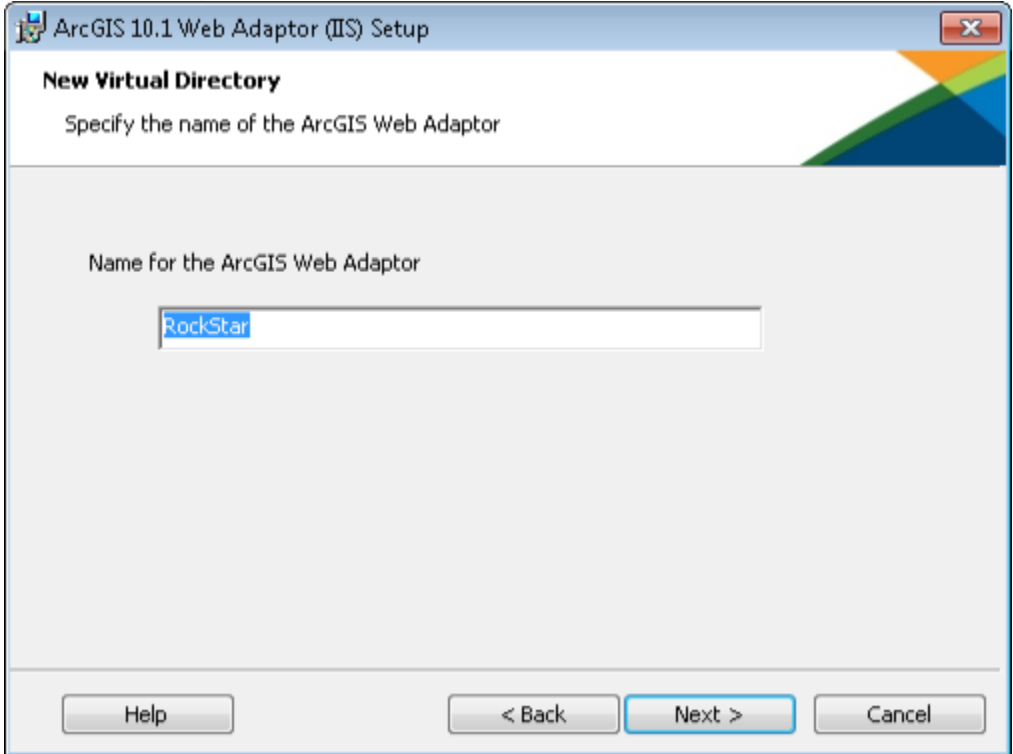 ArcGIS 10.1 Web Adaptor (IIS) Setup
New Virtual Directory
Specify the name of the ArcGIS Web Adaptor
Name for the ArcGIS Web Adaptor
RockStar
Help < Back Next > Cancel